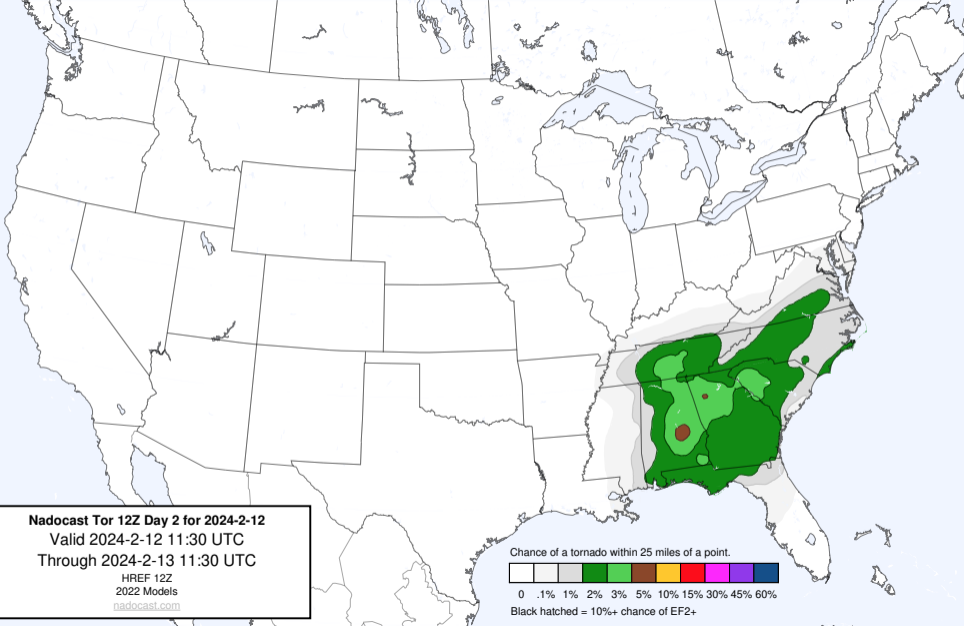 Nadocast Tor 12Z Day 2 for 2024-2-12
Valid 2024-2-12 11:30 UTC
Through 2024-2-13 11:30 UTC
HREF 12Z
2022 Models
nadocast.com
Chance of a tornado within 25 miles of a point.
0 .1% 1% 2% 3% 5% 10% 15% 30% 45% 60%
Black hatched = 10%+ chance of EF2+